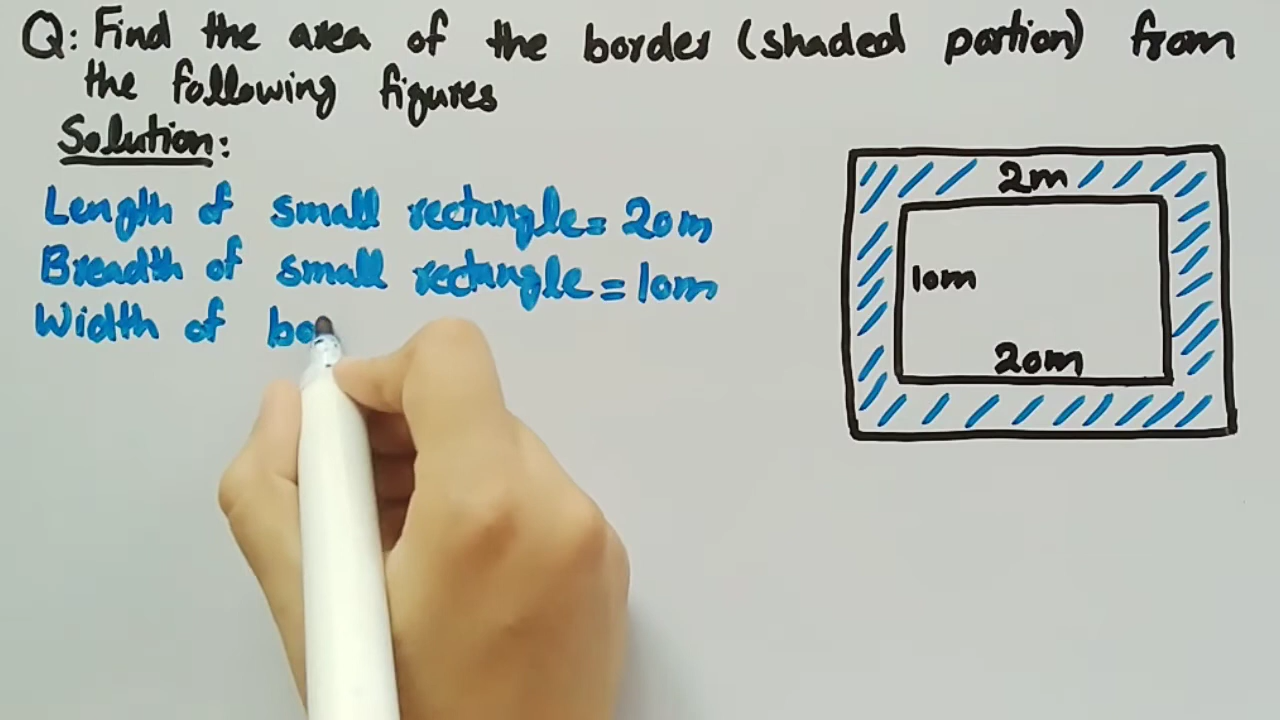 Q: Find the area of the border (shaded portion) from
the following figures
Solution:
Length of small rectangle = 20m
Breadth of small rectangle = 10m
Width of bo
2m
10m
20m